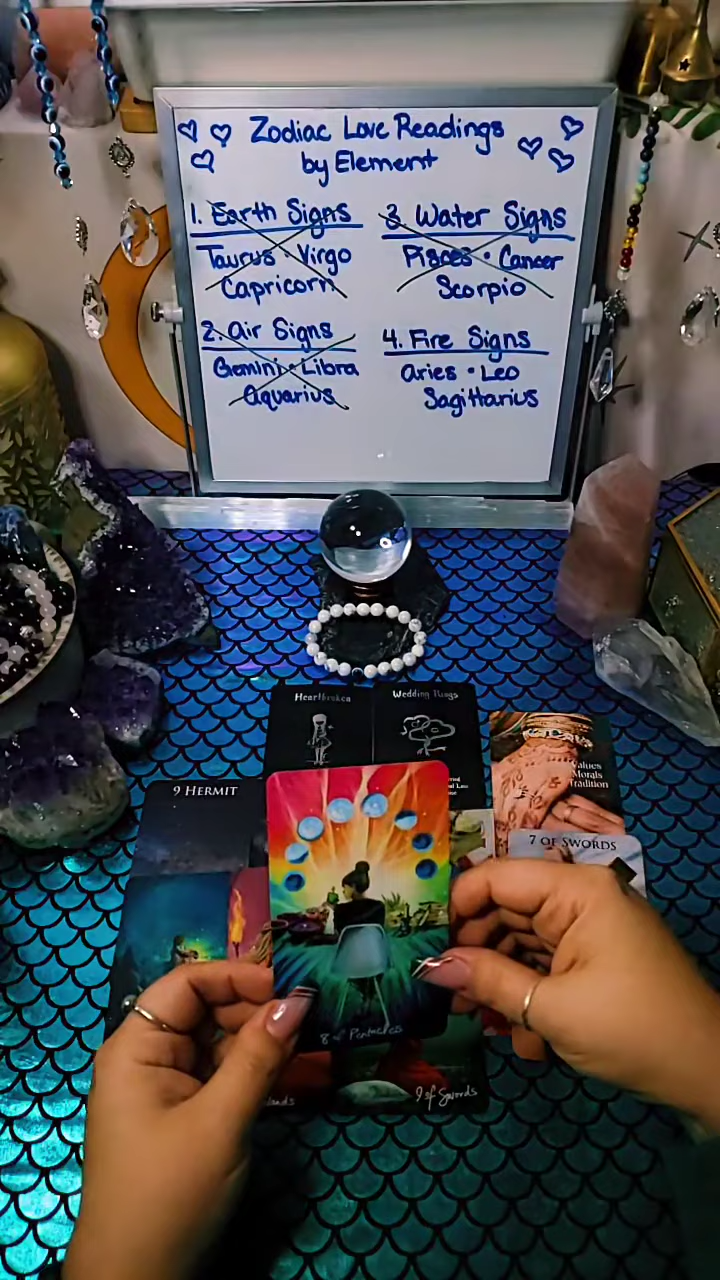 Zodiac Love Readings
by Element
1. Earth Signs
Taurus • Virgo
Capricorn
2. Air Signs
Gemini • Libra
Aquarius
3. Water Signs
Pisces • Cancer
Scorpio
4. Fire Signs
Aries • Leo
Sagittarius
Heartbroken
Wedding Rings
Values
Morals
Tradition
9 HERMIT
7 OF SWORDS
8 of Pentacles
9 of Swords